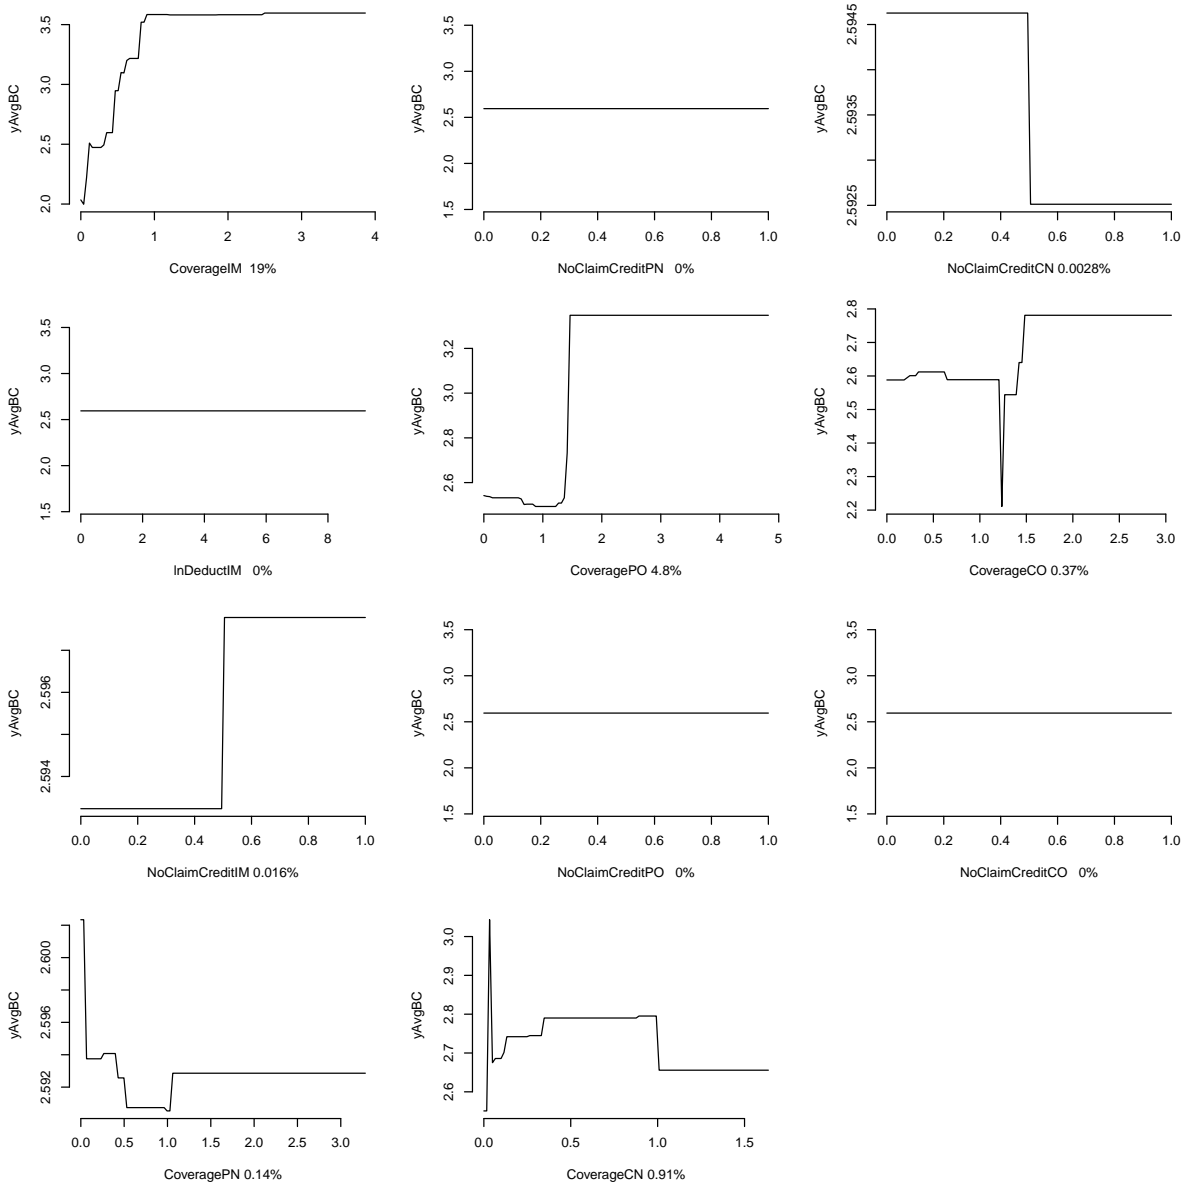 3.5
3.0
2.5
2.0
yAvgBC
0 1 2 3 4
CoverageIM 19%
3.5
3.0
2.5
2.0
1.5
yAvgBC
0.0 0.2 0.4 0.6 0.8 1.0
NoClaimCreditPN 0%
2.5945
2.5935
2.5925
yAvgBC
0.0 0.2 0.4 0.6 0.8 1.0
NoClaimCreditCN 0.0028%
3.5
3.0
2.5
2.0
1.5
yAvgBC
0 2 4 6 8
lnDeductIM 0%
3.2
3.0
2.8
2.6
yAvgBC
0 1 2 3 4 5
CoveragePO 4.8%
2.8
2.7
2.6
2.5
2.4
2.3
2.2
yAvgBC
0.0 0.5 1.0 1.5 2.0 2.5 3.0
CoverageCO 0.37%
2.596
2.594
yAvgBC
0.0 0.2 0.4 0.6 0.8 1.0
NoClaimCreditIM 0.016%
3.5
3.0
2.5
2.0
1.5
yAvgBC
0.0 0.2 0.4 0.6 0.8 1.0
NoClaimCreditPO 0%
3.5
3.0
2.5
2.0
1.5
yAvgBC
0.0 0.2 0.4 0.6 0.8 1.0
NoClaimCreditCO 0%
2.600
2.596
2.592
yAvgBC
0.0 0.5 1.0 1.5 2.0 2.5 3.0
CoveragePN 0.14%
3.0
2.9
2.8
2.7
2.6
yAvgBC
0.0 0.5 1.0 1.5
CoverageCN 0.91%